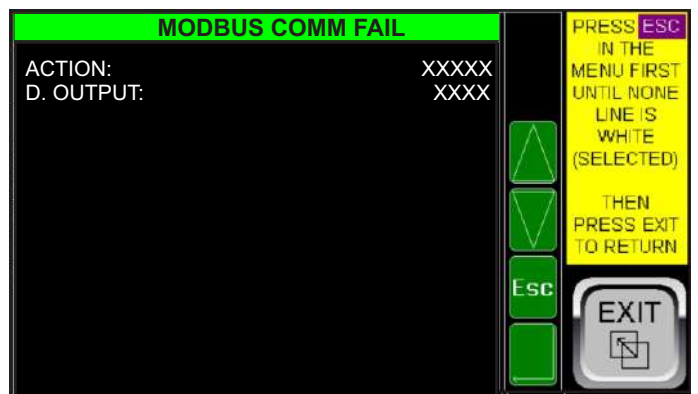 MODBUS COMM FAIL
ACTION: XXXXX
D. OUTPUT: XXXX
Esc
PRESS ESC
IN THE
MENU FIRST
UNTIL NONE
LINE IS
WHITE
(SELECTED)
THEN
PRESS EXIT
TO RETURN
EXIT